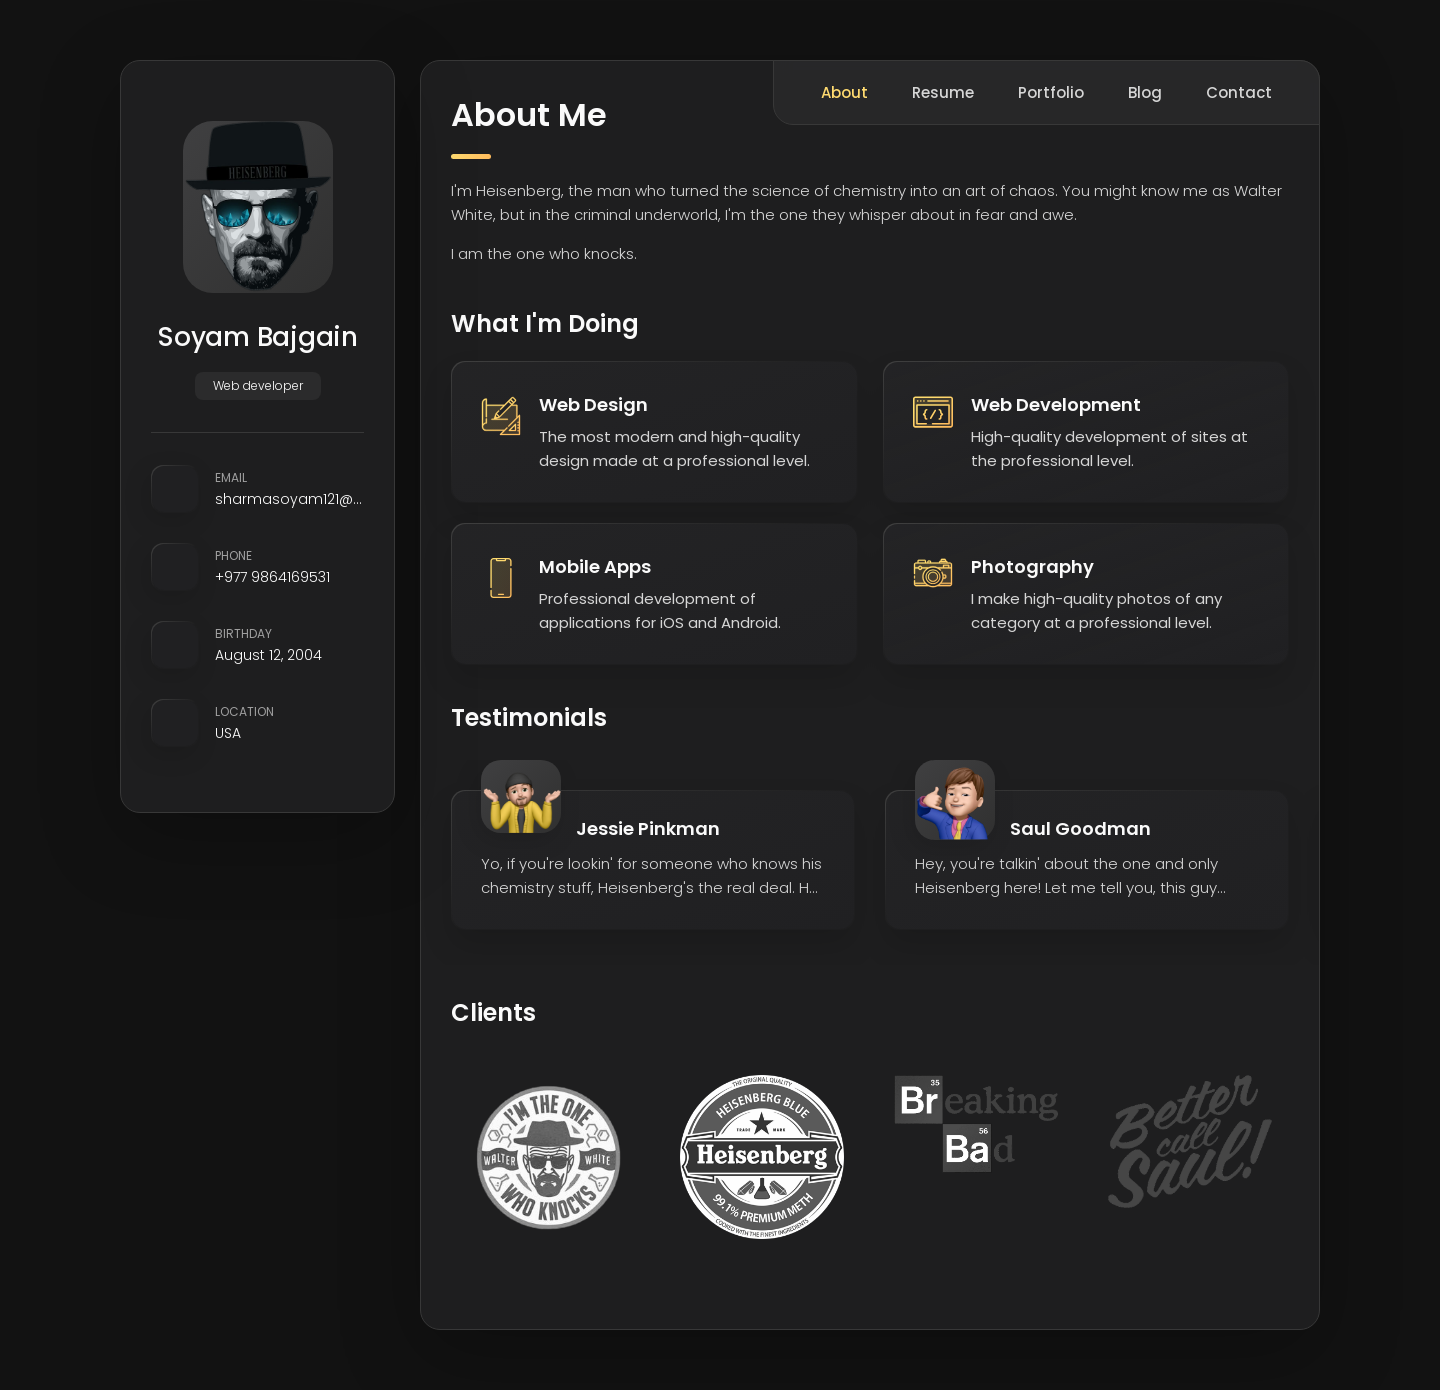 HEISENBERG
Soyam Bajgain
Web developer
EMAIL
sharmasoyam121@...
PHONE
+977 9864169531
BIRTHDAY
August 12, 2004
LOCATION
USA
About
Resume
Portfolio
Blog
Contact
About Me
I'm Heisenberg, the man who turned the science of chemistry into an art of chaos. You might know me as Walter
White, but in the criminal underworld, I'm the one they whisper about in fear and awe.
I am the one who knocks.
What I'm Doing
Web Design
The most modern and high-quality
design made at a professional level.
Web Development
High-quality development of sites at
the professional level.
Mobile Apps
Professional development of
applications for iOS and Android.
Photography
I make high-quality photos of any
category at a professional level.
Testimonials
Jessie Pinkman
Yo, if you're lookin' for someone who knows his
chemistry stuff, Heisenberg's the real deal. H...
Saul Goodman
Hey, you're talkin' about the one and only
Heisenberg here! Let me tell you, this guy...
Clients
I'M THE ONE
WALTER WHITE
WHO KNOCKS
THE ORIGINAL QUALITY
HEISENBERG BLUE
TRADE MARK
Heisenberg
99.1% PREMIUM METH
COOKED WITH THE FINEST INGREDIENTS
35
Breaking
56
Bad
Better
call
Saul!